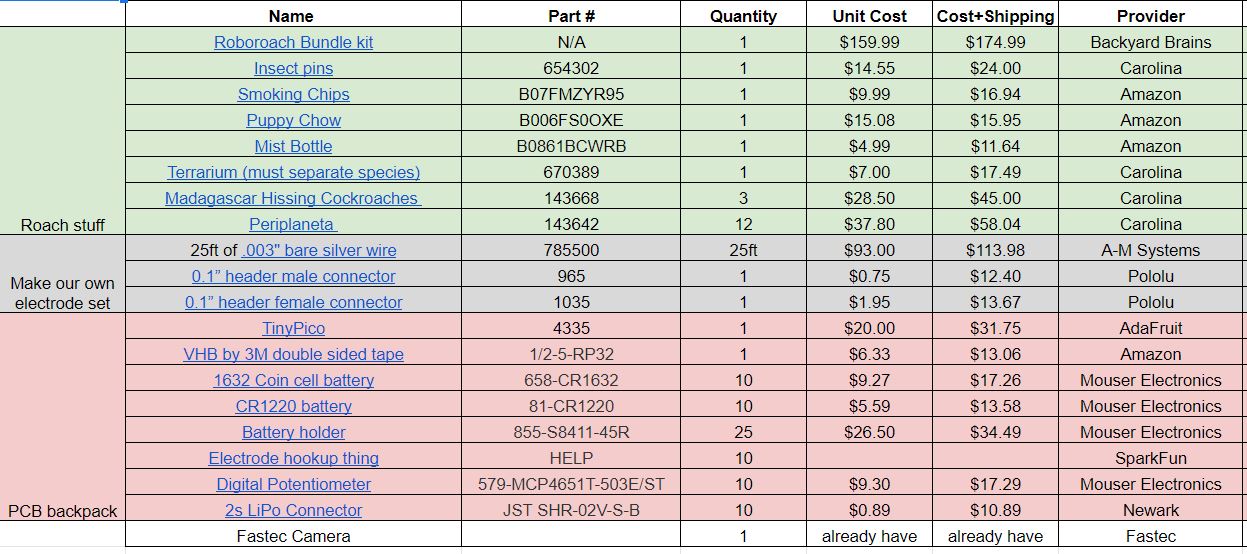 Name Part # Quantity Unit Cost Cost+Shipping Provider
Roboroach Bundle kit N/A 1 $159.99 $174.99 Backyard Brains
Insect pins 654302 1 $14.55 $24.00 Carolina
Smoking Chips B07FMZYR95 1 $9.99 $16.94 Amazon
Puppy Chow B006FS0OXE 1 $15.08 $15.95 Amazon
Mist Bottle B0861BCWRB 1 $4.99 $11.64 Amazon
Terrarium (must separate species) 670389 1 $7.00 $17.49 Carolina
Madagascar Hissing Cockroaches 143668 3 $28.50 $45.00 Carolina
Roach stuff Periplaneta 143642 12 $37.80 $58.04 Carolina
25ft of .003" bare silver wire 785500 25ft $93.00 $113.98 A-M Systems
Make our own 0.1” header male connector 965 1 $0.75 $12.40 Pololu
electrode set 0.1” header female connector 1035 1 $1.95 $13.67 Pololu
TinyPico 4335 1 $20.00 $31.75 AdaFruit
VHB by 3M double sided tape 1/2-5-RP32 1 $6.33 $13.06 Amazon
1632 Coin cell battery 658-CR1632 10 $9.27 $17.26 Mouser Electronics
CR1220 battery 81-CR1220 10 $5.59 $13.58 Mouser Electronics
Battery holder 855-S8411-45R 25 $26.50 $34.49 Mouser Electronics
Electrode hookup thing HELP 10 SparkFun
Digital Potentiometer 579-MCP4651T-503E/ST 10 $9.30 $17.29 Mouser Electronics
PCB backpack 2s LiPo Connector JST SHR-02V-S-B 10 $0.89 $10.89 Newark
Fastec Camera 1 already have already have Fastec